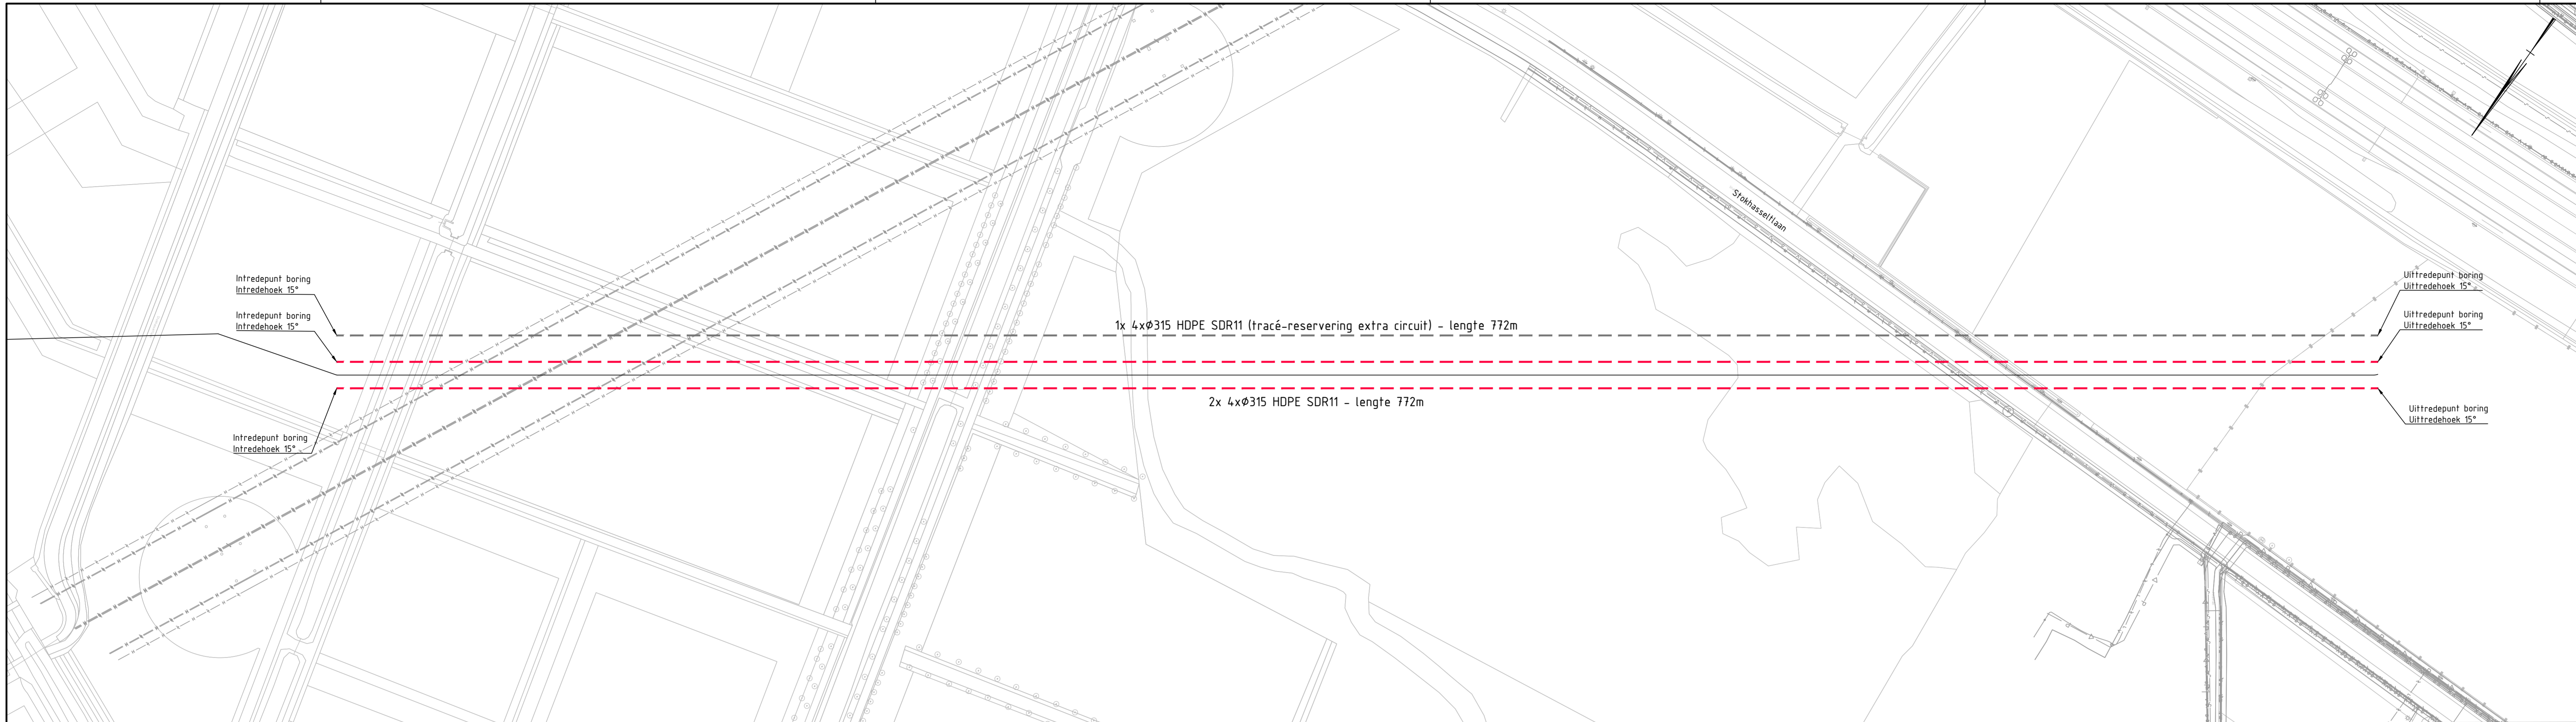 Stokhasseltlaan
Intredepunt boring
Intredehoek 15°
Intredepunt boring
Intredehoek 15°
1x 4xØ315 HDPE SDR11 (tracé-reservering extra circuit) - lengte 772m
Uittredepunt boring
Uittredehoek 15°
Uittredepunt boring
Uittredehoek 15°
2x 4xØ315 HDPE SDR11 - lengte 772m
Intredepunt boring
Intredehoek 15°
Uittredepunt boring
Uittredehoek 15°